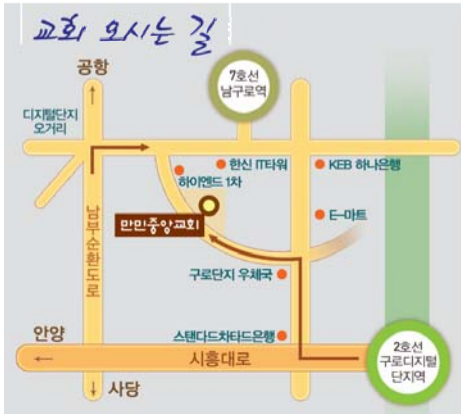 교회 오시는 길
공항
7호선
남구로역
디지털단지
오거리
한신 IT타워
KEB 하나은행
하이엔드 1차
만민중앙교회
E-마트
남부순환도로
구로단지 우체국
스탠다드차타드은행
안양
시흥대로
2호선
구로디지털
단지역
사당